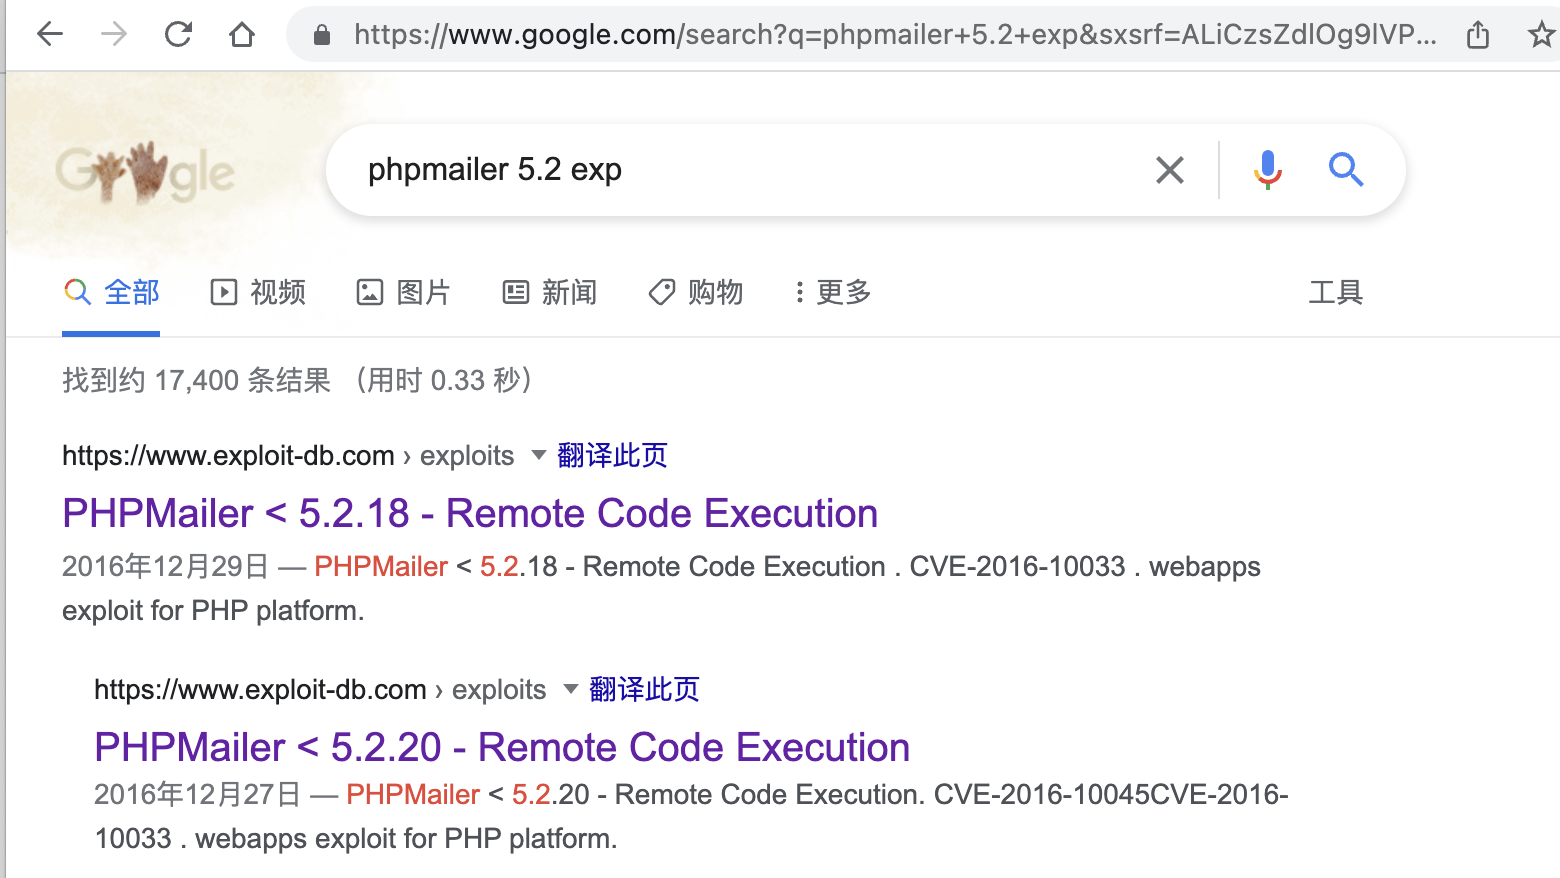 https://www.google.com/search?q=phpmailer+5.2+exp&sxsrf=ALiCzsZdlOg9lVP...
Google
phpmailer 5.2 exp
全部 视频 图片 新闻 购物 更多 工具
找到约 17,400 条结果 （用时 0.33 秒）
https://www.exploit-db.com › exploits 翻译此页
PHPMailer < 5.2.18 - Remote Code Execution
2016年12月29日 — PHPMailer < 5.2.18 - Remote Code Execution . CVE-2016-10033 . webapps
exploit for PHP platform.
https://www.exploit-db.com › exploits 翻译此页
PHPMailer < 5.2.20 - Remote Code Execution
2016年12月27日 — PHPMailer < 5.2.20 - Remote Code Execution. CVE-2016-10045CVE-2016-
10033 . webapps exploit for PHP platform.